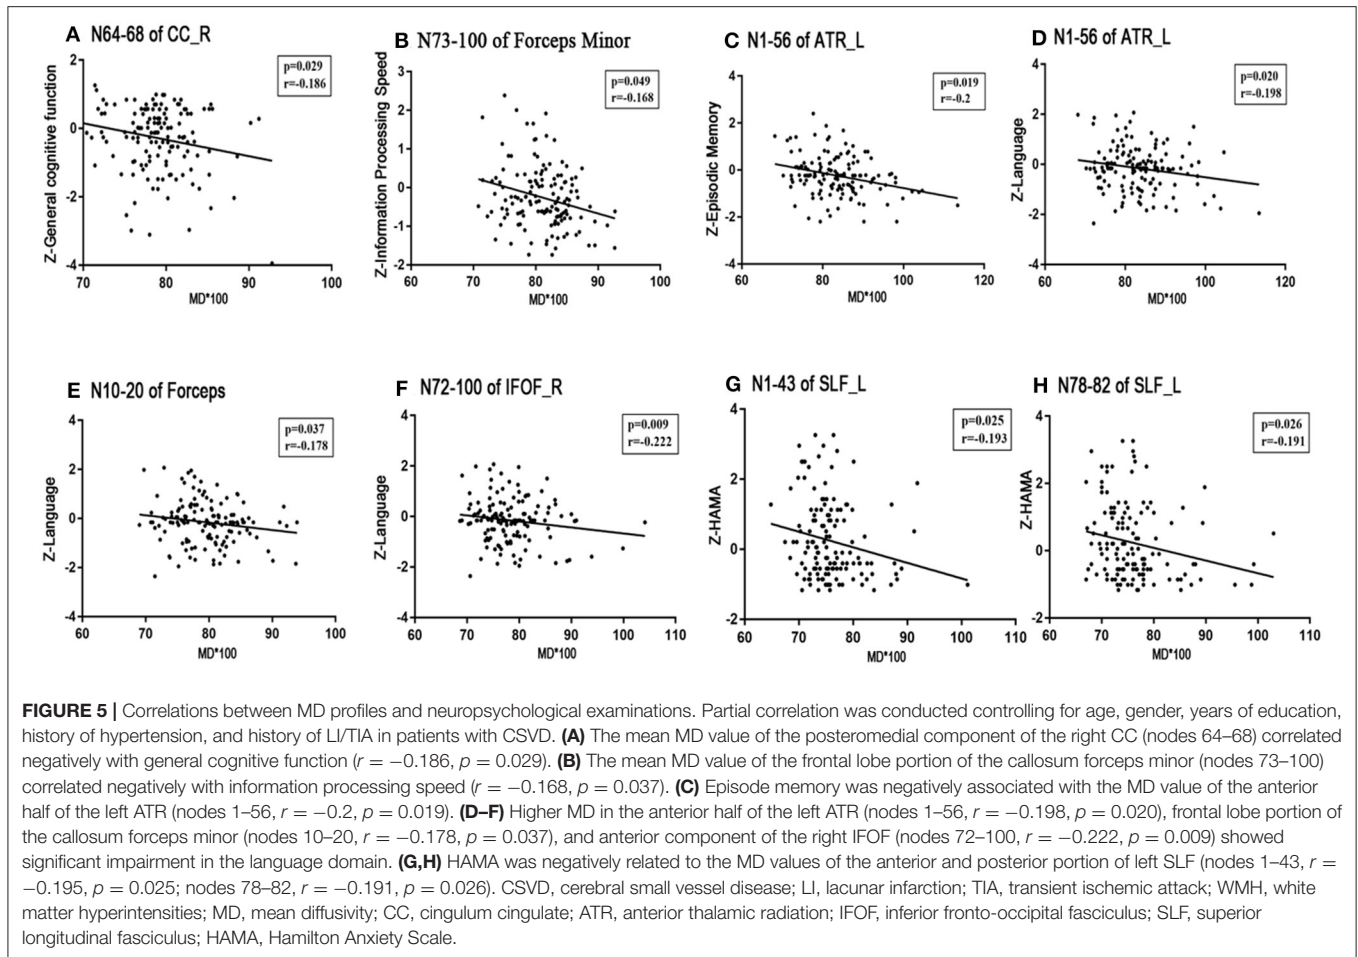 A N64-68 of CC_R
p=0.029
r=-0.186
Z-General cognitive function
2
0
-2
-4
70 80 90 100
MD*100
B N73-100 of Forceps Minor
p=0.049
r=-0.168
Z-Information Processing Speed
3
2
1
0
-1
-2
60 70 80 90 100
MD*100
C N1-56 of ATR_L
p=0.019
r=-0.2
Z-Episodic Memory
4
2
0
-2
-4
60 80 100 120
MD*100
D N1-56 of ATR_L
p=0.020
r=-0.198
Z-Language
4
2
0
-2
-4
60 80 100 120
MD*100
E N10-20 of Forceps
p=0.037
r=-0.178
Z-Language
4
2
0
-2
-4
60 70 80 90 100
MD*100
F N72-100 of IFOF_R
p=0.009
r=-0.222
Z-Language
4
2
0
-2
-4
60 70 80 90 100 110
MD*100
G N1-43 of SLF_L
p=0.025
r=-0.193
Z-HAMA
4
2
0
-2
60 70 80 90 100 110
MD*100
H N78-82 of SLF_L
p=0.026
r=-0.191
Z-HAMA
4
2
0
-2
60 70 80 90 100 110
MD*100
FIGURE 5 | Correlations between MD profiles and neuropsychological examinations. Partial correlation was conducted controlling for age, gender, years of education,
history of hypertension, and history of LI/TIA in patients with CSVD. (A) The mean MD value of the posteromedial component of the right CC (nodes 64–68) correlated
negatively with general cognitive function (r = −0.186, p = 0.029). (B) The mean MD value of the frontal lobe portion of the callosum forceps minor (nodes 73–100)
correlated negatively with information processing speed (r = −0.168, p = 0.037). (C) Episode memory was negatively associated with the MD value of the anterior
half of the left ATR (nodes 1–56, r = −0.2, p = 0.019). (D–F) Higher MD in the anterior half of the left ATR (nodes 1–56, r = −0.198, p = 0.020), frontal lobe portion of
the callosum forceps minor (nodes 10–20, r = −0.178, p = 0.037), and anterior component of the right IFOF (nodes 72–100, r = −0.222, p = 0.009) showed
significant impairment in the language domain. (G,H) HAMA was negatively related to the MD values of the anterior and posterior portion of left SLF (nodes 1–43, r =
−0.195, p = 0.025; nodes 78–82, r = −0.191, p = 0.026). CSVD, cerebral small vessel disease; LI, lacunar infarction; TIA, transient ischemic attack; WMH, white
matter hyperintensities; MD, mean diffusivity; CC, cingulum cingulate; ATR, anterior thalamic radiation; IFOF, inferior fronto-occipital fasciculus; SLF, superior
longitudinal fasciculus; HAMA, Hamilton Anxiety Scale.